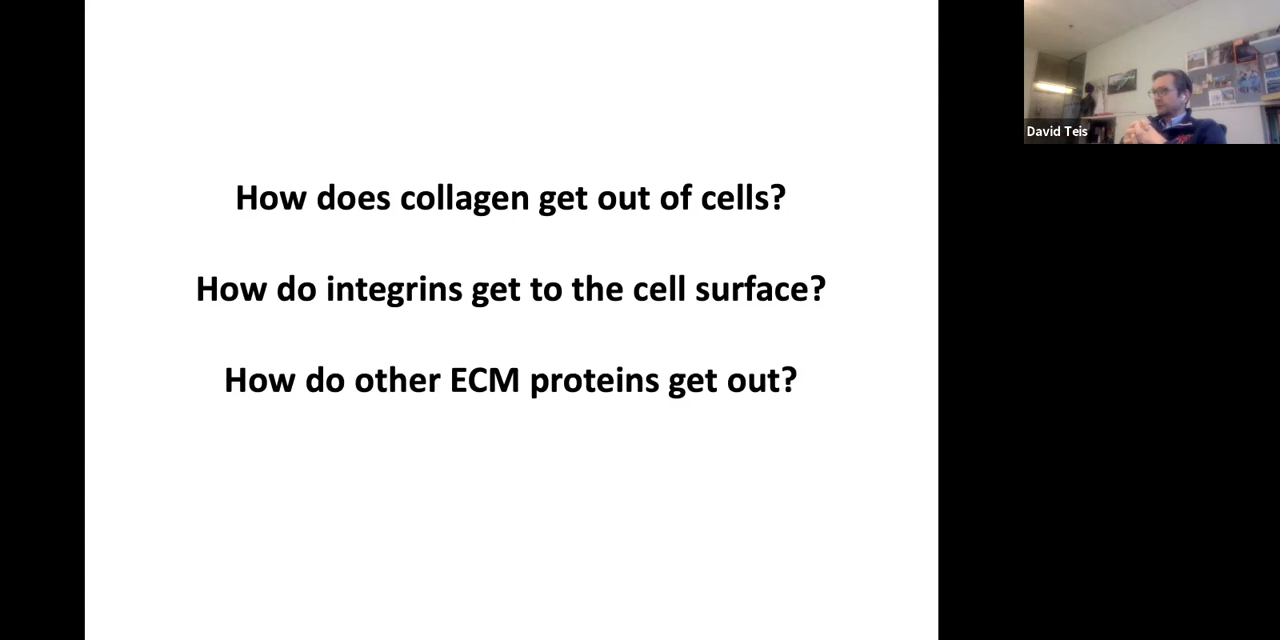 How does collagen get out of cells?
How do integrins get to the cell surface?
How do other ECM proteins get out?
David Teis